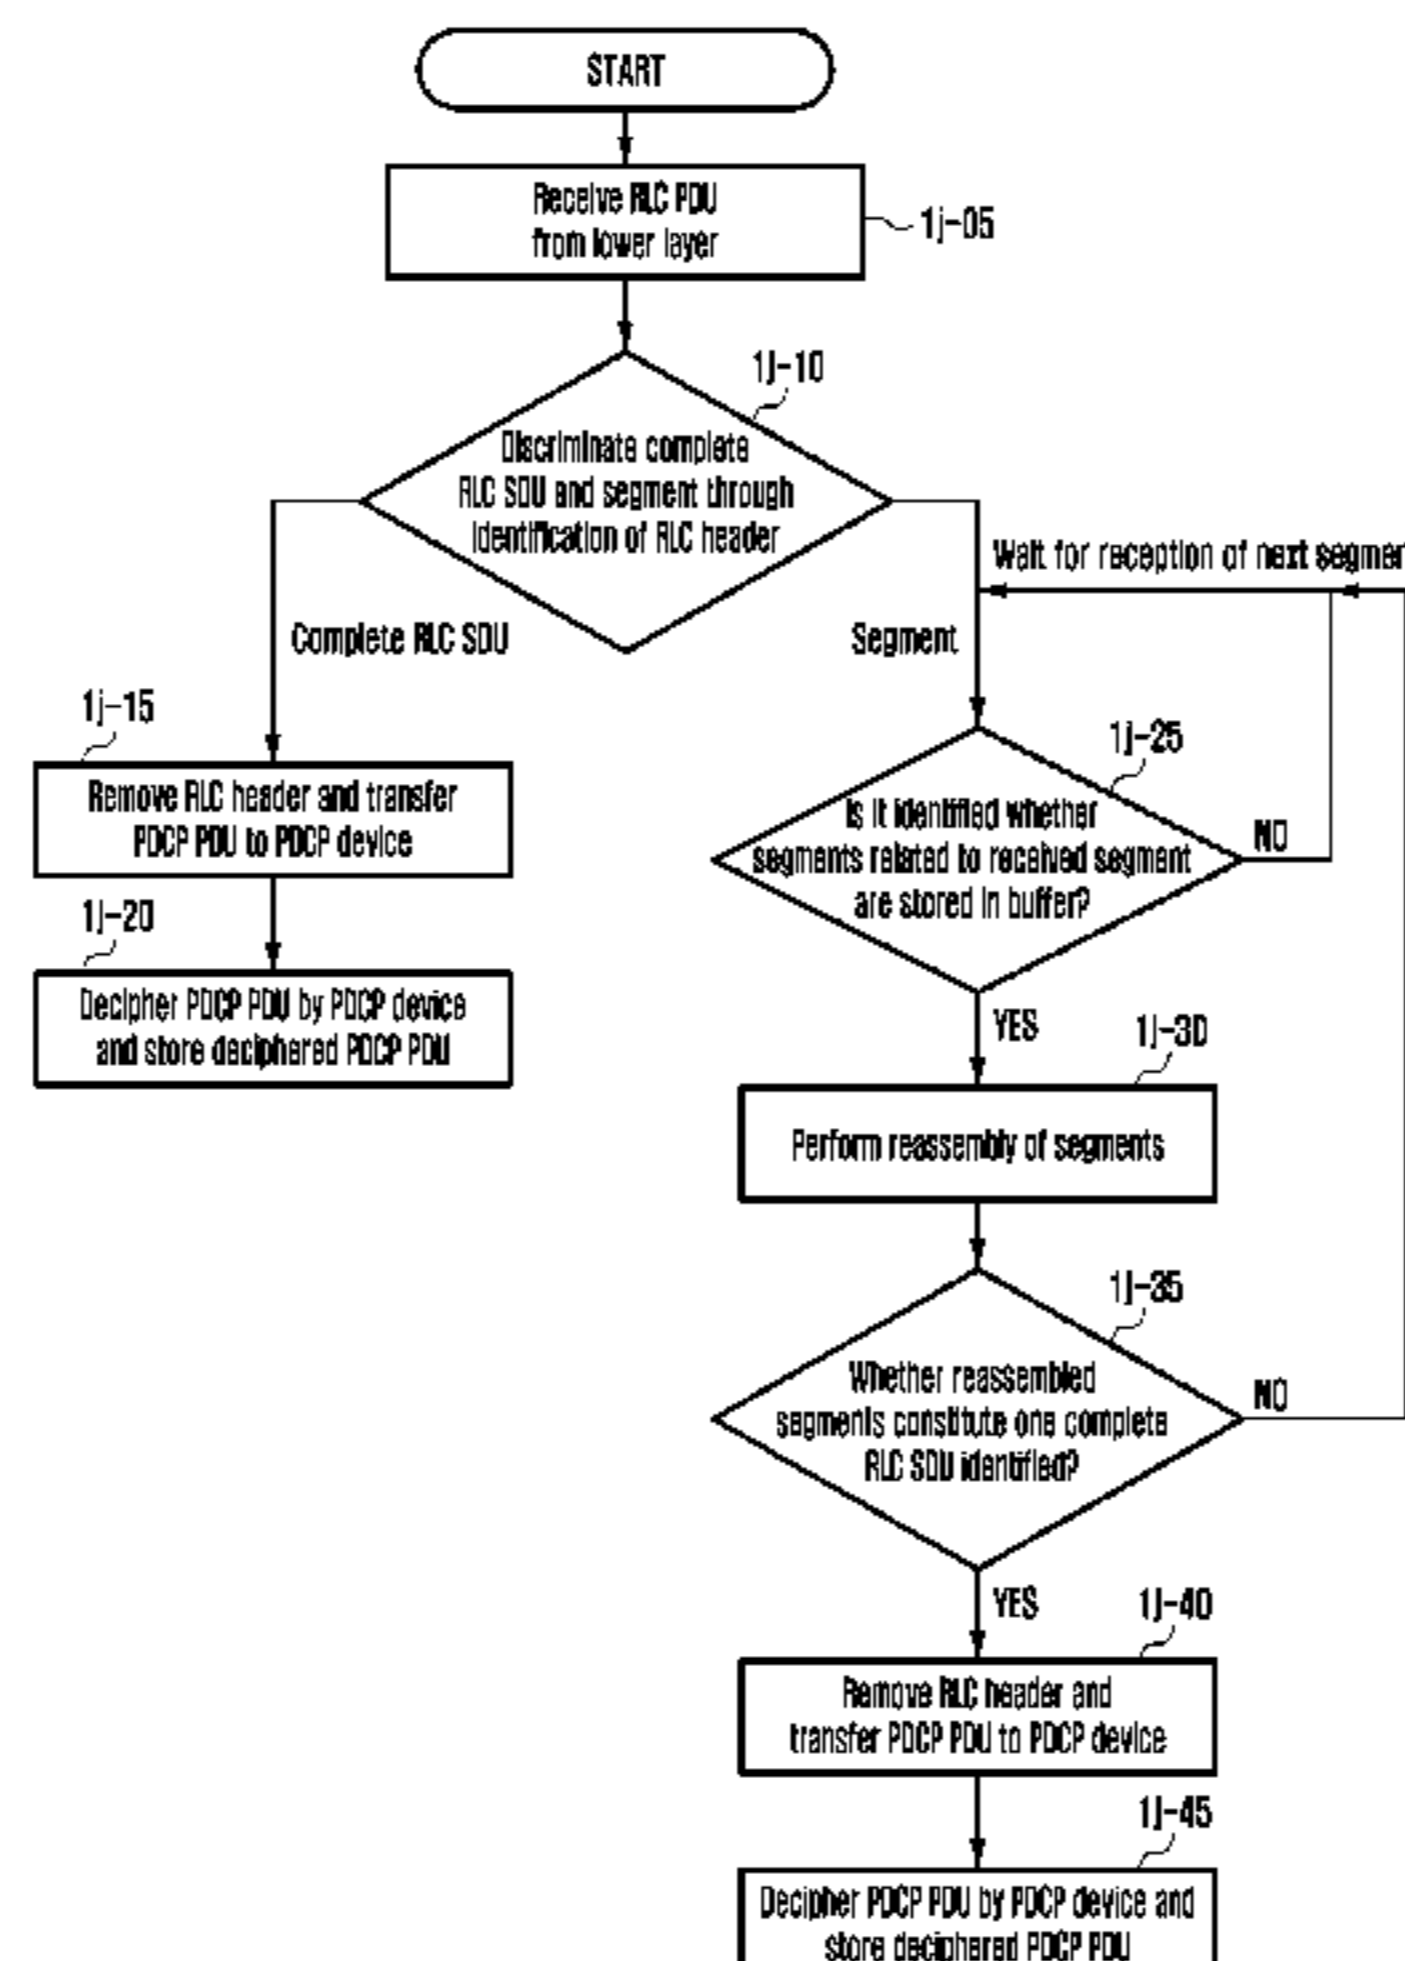 START
Receive RLC PDU
from lower layer
1j-05
1j-10
Discriminate complete
RLC SDU and segment through
identification of RLC header
Wait for reception of next segmen
Complete RLC SDU
Segment
1j-15
Remove RLC header and transfer
PDCP PDU to PDCP device
1j-20
Decipher PDCP PDU by PDCP device
and store deciphered PDCP PDU
1j-25
Is it identified whether
segments related to received segment
are stored in buffer?
NO
YES
1j-30
Perform reassembly of segments
1j-35
Whether reassembled
segments constitute one complete
RLC SDU identified?
NO
YES
1j-40
Remove RLC header and
transfer PDCP PDU to PDCP device
1j-45
Decipher PDCP PDU by PDCP device and
store deciphered PDCP PDU